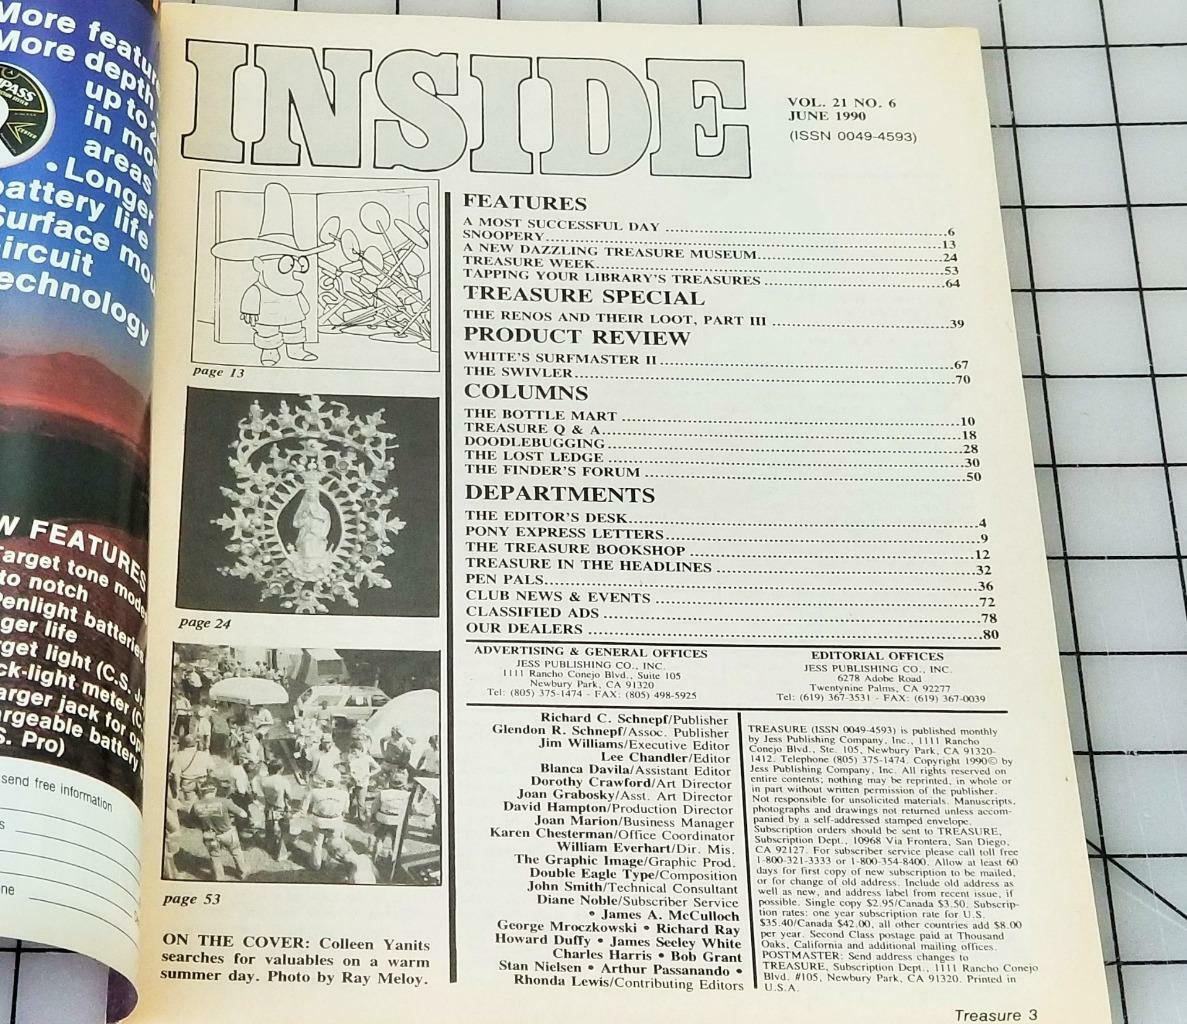 More
More depth
up to
in
areas
• Longer
battery life
circuit
technology
FEATURES
to notch
Penlight batteries
life
light (C.S.
-light meter
jack for
battery
Pro)
send free information
INSIDE
VOL. 21 NO. 6
JUNE 1990
(ISSN 0049-4593)
page 13
page 24
page 53
ON THE COVER: Colleen Yanits
searches for valuables on a warm
summer day. Photo by Ray Meloy.
FEATURES
A MOST SUCCESSFUL DAY ..........6
SNOOPERY..........13
A NEW DAZZLING TREASURE MUSEUM..........24
TREASURE WEEK..........53
TAPPING YOUR LIBRARY'S TREASURES..........64
TREASURE SPECIAL
THE RENOS AND THEIR LOOT, PART III ..........39
PRODUCT REVIEW
WHITE'S SURFMASTER II..........67
THE SWIVLER..........70
COLUMNS
THE BOTTLE MART..........10
TREASURE Q & A..........18
DOODLEBUGGING..........28
THE LOST LEDGE..........30
THE FINDER'S FORUM..........50
DEPARTMENTS
THE EDITOR'S DESK..........4
PONY EXPRESS LETTERS..........9
THE TREASURE BOOKSHOP..........12
TREASURE IN THE HEADLINES..........32
PEN PALS..........36
CLUB NEWS & EVENTS..........72
CLASSIFIED ADS..........78
OUR DEALERS..........80
ADVERTISING & GENERAL OFFICES
JESS PUBLISHING CO., INC.
1111 Rancho Conejo Blvd., Suite 105
Newbury Park, CA 91320
Tel: (805) 375-1474 - FAX: (805) 498-5925
EDITORIAL OFFICES
JESS PUBLISHING CO., INC.
6278 Adobe Road
Twentynine Palms, CA 92277
Tel: (619) 367-3531 - FAX: (619) 367-0039
Richard C. Schnepf/Publisher
Glendon R. Schnepf/Assoc. Publisher
Jim Williams/Executive Editor
Lee Chandler/Editor
Blanca Davila/Assistant Editor
Dorothy Crawford/Art Director
Joan Grabosky/Asst. Art Director
David Hampton/Production Director
Joan Marion/Business Manager
Karen Chesterman/Office Coordinator
William Everhart/Dir. Mis.
The Graphic Image/Graphic Prod.
Double Eagle Type/Composition
John Smith/Technical Consultant
Diane Noble/Subscriber Service
• James A. McCulloch
George Mroczkowski • Richard Ray
Howard Duffy • James Seeley White
Charles Harris • Bob Grant
Stan Nielsen • Arthur Passanando •
Rhonda Lewis/Contributing Editors
TREASURE (ISSN 0049-4593) is published monthly
by Jess Publishing Company, Inc., 1111 Rancho
Conejo Blvd., Ste. 105, Newbury Park, CA 91320-
1412. Telephone (805) 375-1474. Copyright 1990© by
Jess Publishing Company, Inc. All rights reserved on
entire contents; nothing may be reprinted, in whole or
in part without written permission of the publisher.
Not responsible for unsolicited materials. Manuscripts,
photographs and drawings not returned unless accom-
panied by a self-addressed stamped envelope.
Subscription orders should be sent to TREASURE,
Subscription Dept., 10968 Via Frontera, San Diego,
CA 92127. For subscriber service please call toll free
1-800-321-3333 or 1-800-354-8400. Allow at least 60
days for first copy of new subscription to be mailed,
or for change of old address. Include old address as
well as new, and address label from recent issue, if
possible. Single copy $2.95/Canada $3.50. Subscrip-
tion rates: one year subscription rate for U.S.
$35.40/Canada $42.00, all other countries add $8.00
per year. Second Class postage paid at Thousand
Oaks, California and additional mailing offices.
POSTMASTER: Send address changes to
TREASURE, Subscription Dept., 1111 Rancho Conejo
Blvd. #105, Newbury Park, CA 91320. Printed in
U.S.A.
Treasure 3